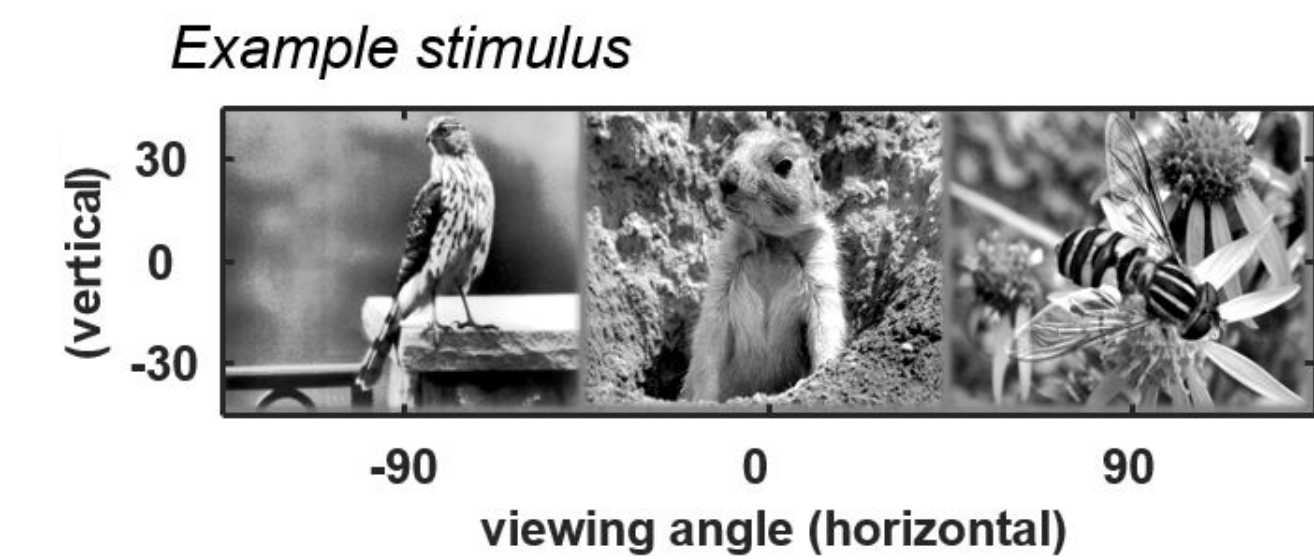 Example stimulus
(vertical)
30
0
-30
-90 0 90
viewing angle (horizontal)